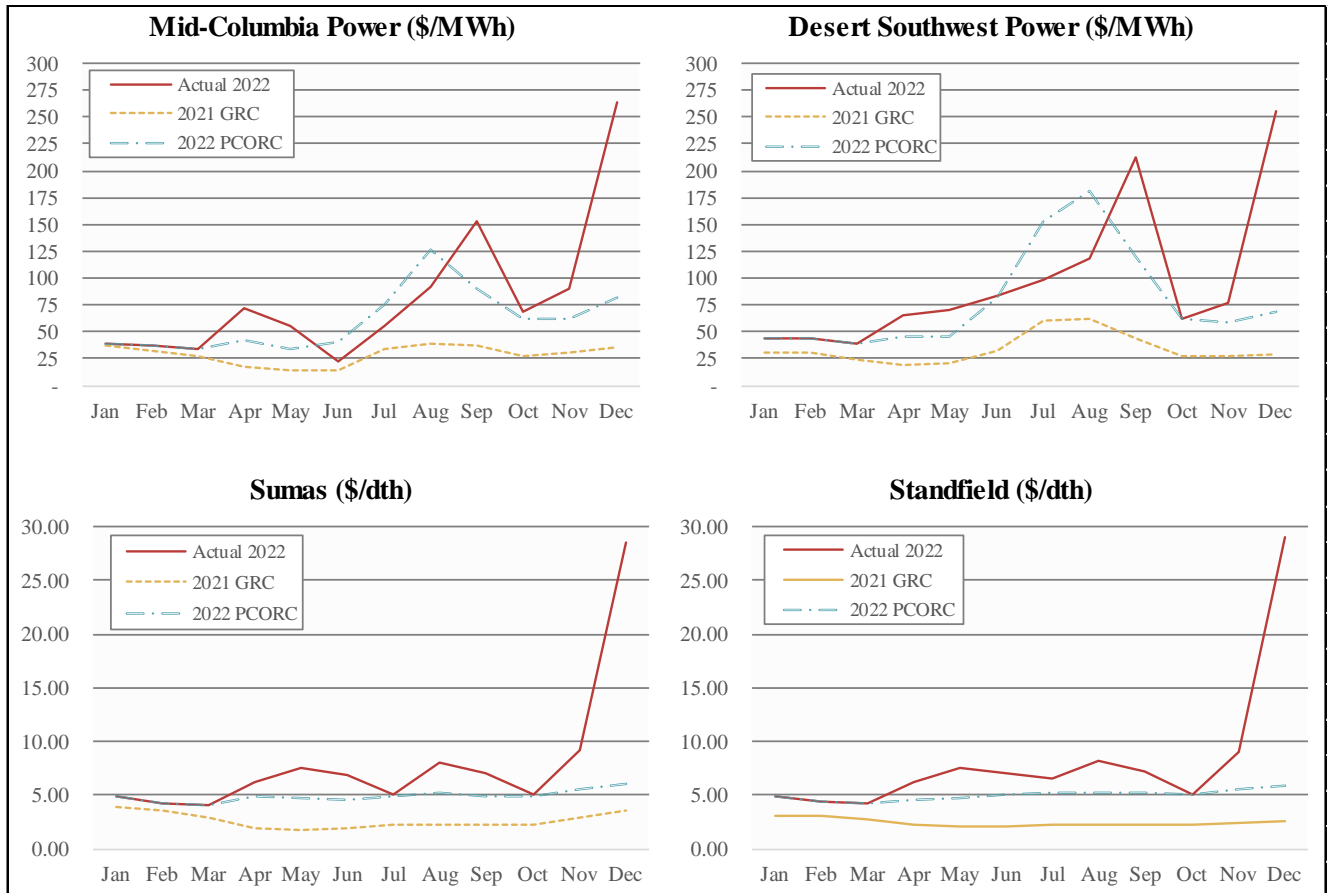 Mid-Columbia Power ($/MWh)
300
275
250
225
200
175
150
125
100
75
50
25
-
Actual 2022
2021 GRC
2022 PCORC
Jan Feb Mar Apr May Jun Jul Aug Sep Oct Nov Dec
Desert Southwest Power ($/MWh)
300
275
250
225
200
175
150
125
100
75
50
25
-
Actual 2022
2021 GRC
2022 PCORC
Jan Feb Mar Apr May Jun Jul Aug Sep Oct Nov Dec
Sumas ($/dth)
30.00
25.00
20.00
15.00
10.00
5.00
0.00
Actual 2022
2021 GRC
2022 PCORC
Jan Feb Mar Apr May Jun Jul Aug Sep Oct Nov Dec
Standfield ($/dth)
30.00
25.00
20.00
15.00
10.00
5.00
0.00
Actual 2022
2021 GRC
2022 PCORC
Jan Feb Mar Apr May Jun Jul Aug Sep Oct Nov Dec